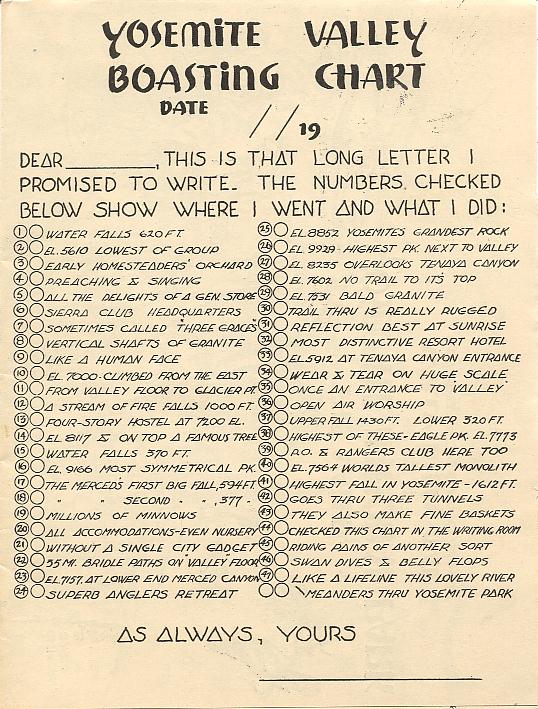 YOSEMITE VALLEY
BOASTING CHART
DATE / / 19
DEAR__________, THIS IS THAT LONG LETTER I
PROMISED TO WRITE. THE NUMBERS CHECKED
BELOW SHOW WHERE I WENT AND WHAT I DID:
1 WATER FALLS 620 FT.
2 EL. 5610 LOWEST OF GROUP
3 EARLY HOMESTEADERS' ORCHARD
4 PREACHING & SINGING
5 ALL THE DELIGHTS OF A GEN. STORE
6 SIERRA CLUB HEADQUARTERS
7 SOMETIMES CALLED "THREE GRACES"
8 VERTICAL SHAFTS OF GRANITE
9 LIKE A HUMAN FACE
10 EL. 7000-CLIMBED FROM THE EAST
11 FROM VALLEY FLOOR TO GLACIER PT.
12 A STREAM OF FIRE FALLS 1000 FT.
13 FOUR-STORY HOSTEL AT 7200 EL.
14 EL 8117 & ON TOP A FAMOUS TREE
15 WATER FALLS 370 FT.
16 EL. 9166 MOST SYMMETRICAL PK.
17 THE MERCED'S FIRST BIG FALL, 594 FT.
18 " " SECOND " " ,377 "
19 MILLIONS OF MINNOWS
20 ALL ACCOMMODATIONS-EVEN NURSERY
21 WITHOUT A SINGLE CITY GADGET
22 35 MI. BRIDLE PATHS ON VALLEY FLOOR
23 EL. 7157. AT LOWER END MERCED CANYON
24 SUPERB ANGLERS RETREAT
25 EL. 8852 YOSEMITE'S GRANDEST ROCK
26 EL. 9929-HIGHEST PK. NEXT TO VALLEY
27 EL. 8235 OVERLOOKS TENAYA CANYON
28 EL. 7602 NO TRAIL TO IT'S TOP
29 EL. 7531 BALD GRANITE
30 TRAIL THRU IS REALLY RUGGED
31 REFLECTION BEST AT SUNRISE
32 MOST DISTINCTIVE RESORT HOTEL
33 EL. 5912 AT TENAYA CANYON ENTRANCE
34 WEAR & TEAR ON HUGE SCALE
35 ONCE AN ENTRANCE TO VALLEY
36 OPEN AIR WORSHIP
37 UPPER FALL 1430 FT. LOWER 320 FT.
38 HIGHEST OF THESE-EAGLE PK. EL. 7773
39 P.O. & RANGERS CLUB HERE TOO
40 EL. 7564 WORLDS TALLEST MONOLITH
41 HIGHEST FALL IN YOSEMITE-1612 FT.
42 GOES THRU THREE TUNNELS
43 THEY ALSO MAKE FINE BASKETS
44 CHECKED THIS CHART IN THE WRITING ROOM
45 RIDING PAINS OF ANOTHER SORT
46 SWAN DIVES & BELLY FLOPS
47 LIKE A LIFELINE THIS LOVELY RIVER
MEANDERS THRU YOSEMITE PARK
AS ALWAYS, YOURS